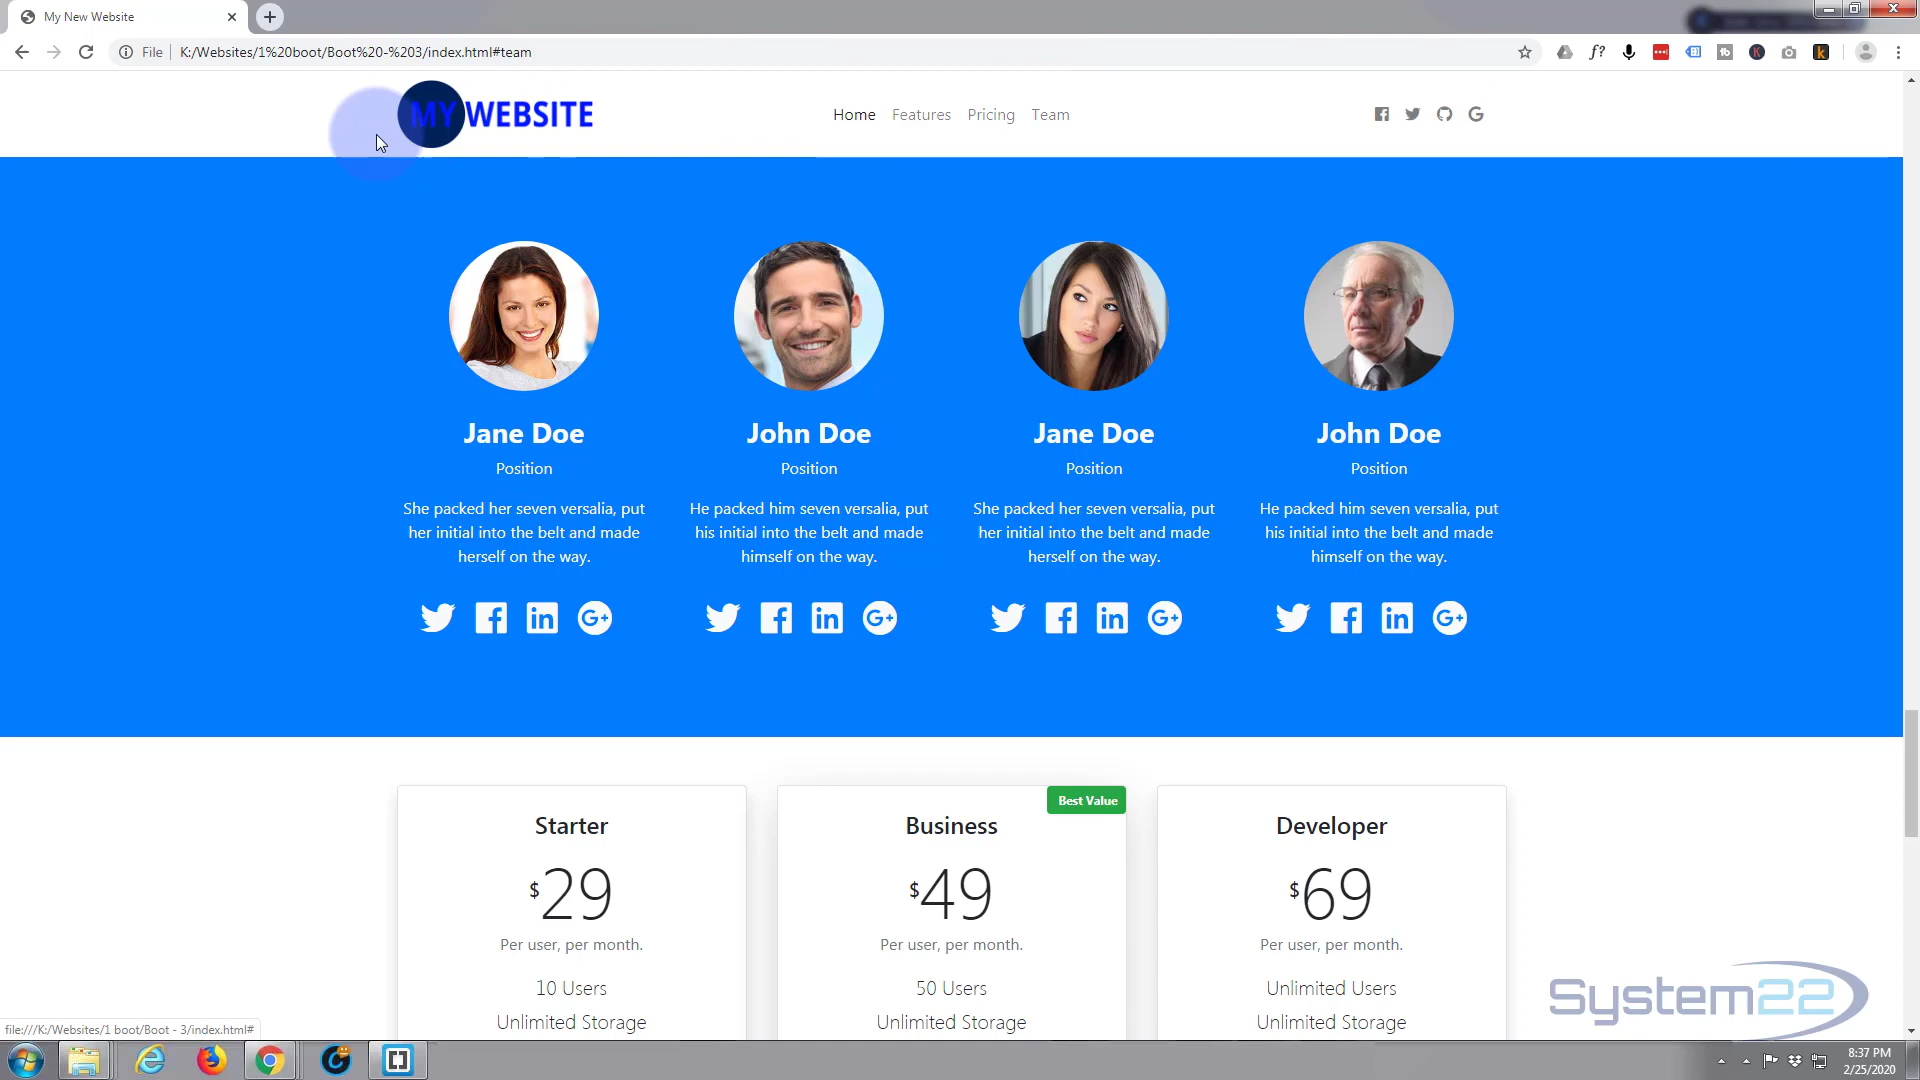 My New Website
File
K:/Websites/1%20boot/Boot%20-%203/index.html#team
f?
MY WEBSITE
Home Features Pricing Team
Jane Doe
Position
She packed her seven versalia, put
her initial into the belt and made
herself on the way.
John Doe
Position
He packed him seven versalia, put
his initial into the belt and made
himself on the way.
Jane Doe
Position
She packed her seven versalia, put
her initial into the belt and made
herself on the way.
John Doe
Position
He packed him seven versalia, put
his initial into the belt and made
himself on the way.
Starter
$29
Per user, per month.
10 Users
Unlimited Storage
Best Value
Business
$49
Per user, per month.
50 Users
Unlimited Storage
Developer
$69
Per user, per month.
Unlimited Users
Unlimited Storage
System22
file:///K:/Websites/1 boot/Boot - 3/index.html#
8:37 PM
2/25/2020